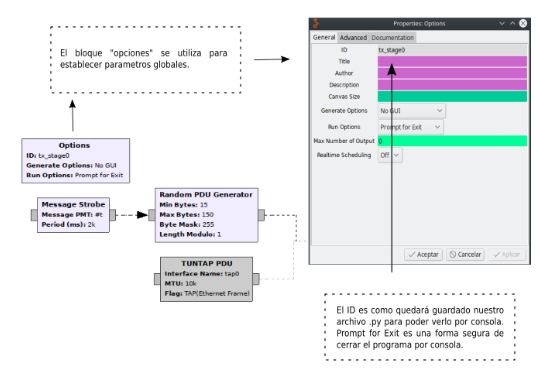 El bloque "opciones" se utiliza para
establecer parametros globales.
Properties: Options
General Advanced Documentation
ID tx_stage0
Title
Author
Description
Canvas Size
Generate Options No GUI
Run Options Prompt for Exit
Max Number of Output 0
Realtime Scheduling Off
Aceptar Cancelar Aplicar
Options
ID: tx_stage0
Generate Options: No GUI
Run Options: Prompt for Exit
Message Strobe
Message PMT: #t
Period (ms): 2k
Random PDU Generator
Min Bytes: 15
Max Bytes: 150
Byte Mask: 255
Length Modulo: 1
TUNTAP PDU
Interface Name: tap0
MTU: 10k
Flag: TAP(Ethernet Frame)
El ID es como quedará guardado nuestro
archivo .py para poder verlo por consola.
Prompt for Exit es una forma segura de
cerrar el programa por consola.